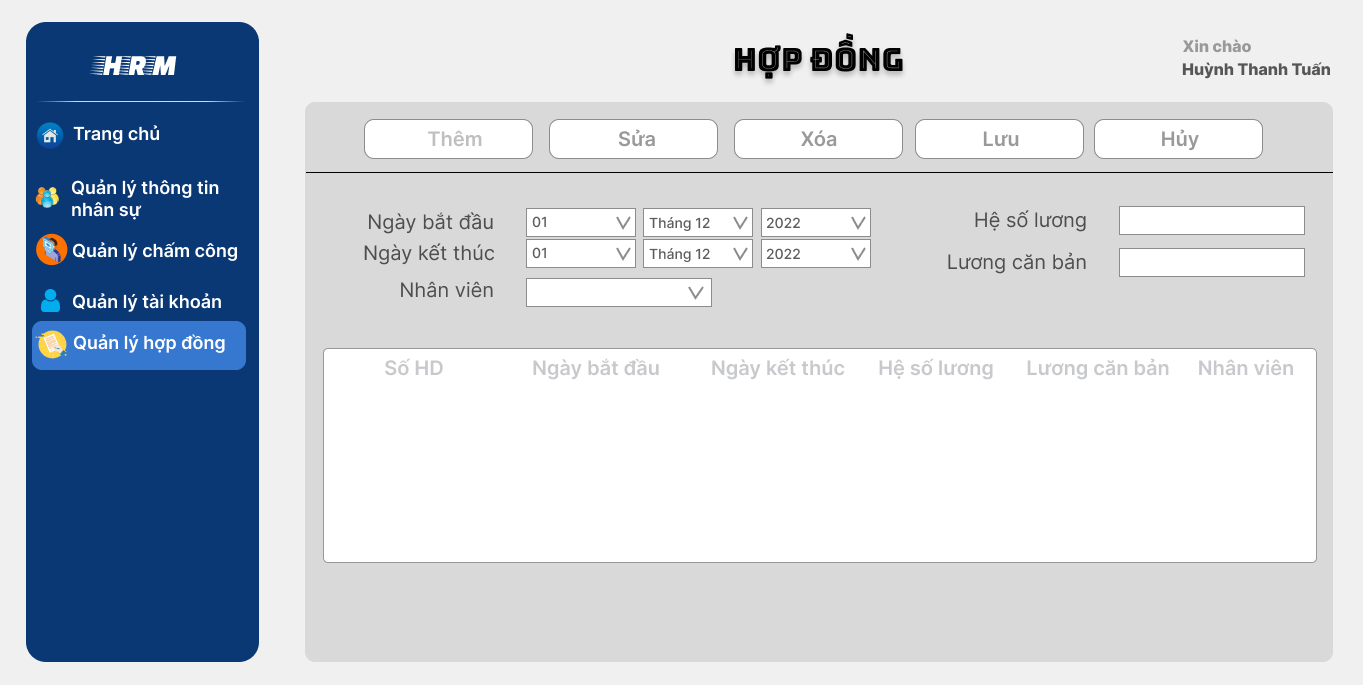 HRM
Trang chủ
Quản lý thông tin
nhân sự
Quản lý chấm công
Quản lý tài khoản
Quản lý hợp đồng
HỢP ĐỒNG
Xin chào
Huỳnh Thanh Tuấn
Thêm Sửa Xóa Lưu Hủy
Ngày bắt đầu 01 Tháng 12 2022 Hệ số lương
Ngày kết thúc 01 Tháng 12 2022 Lương căn bản
Nhân viên
Số HD Ngày bắt đầu Ngày kết thúc Hệ số lương Lương căn bản Nhân viên